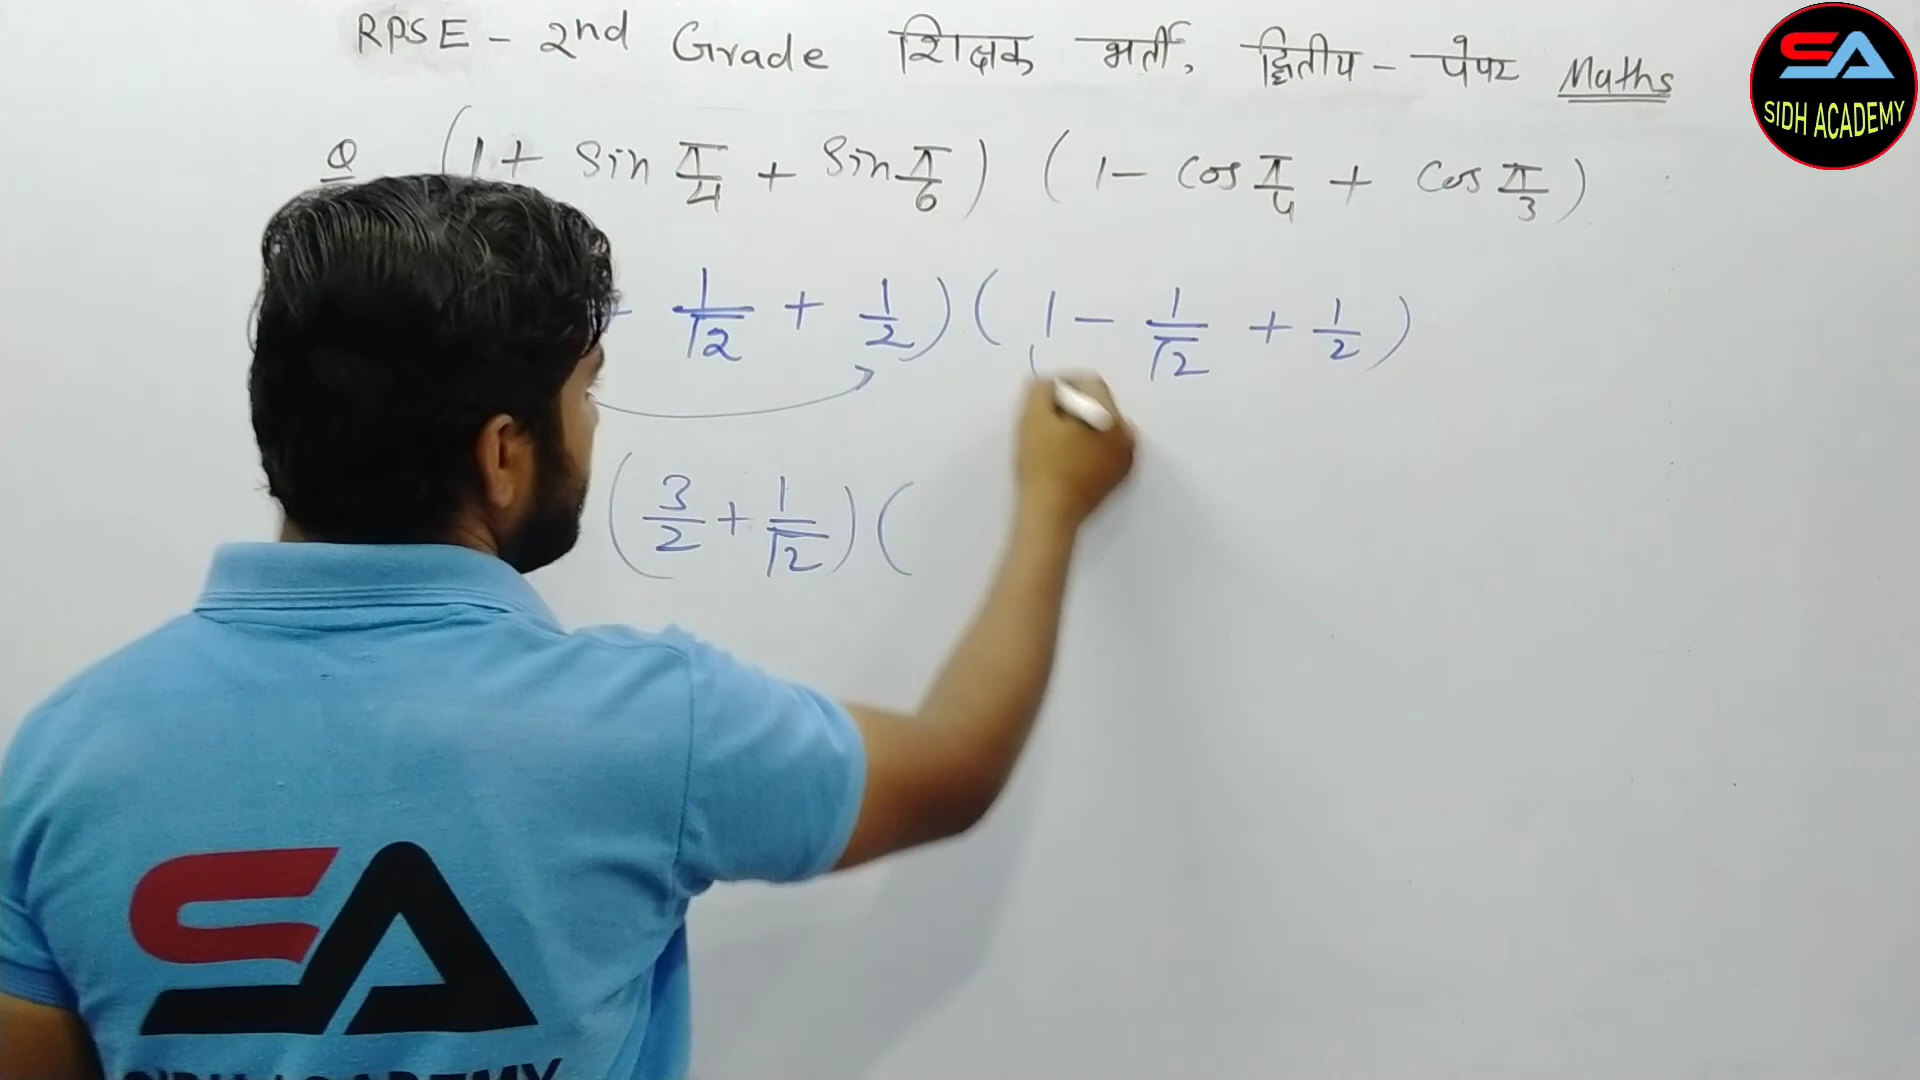 RPSE - 2nd Grade शिक्षक भर्ती, द्वितीय - पेपर Maths
SA
SIDH ACADEMY
Q (1 + sin π/4 + sin π/6) (1 - cos π/4 + cos π/3)
1/√2 + 1/2) (1 - 1/√2 + 1/2)
(3/2 + 1/√2) (
SA